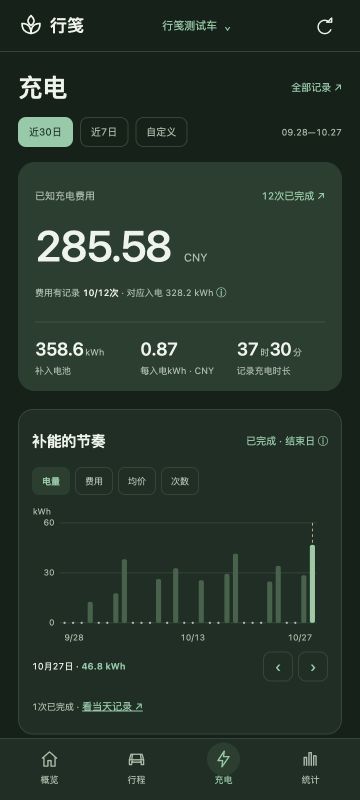 行笺
行笺测试车
充电
全部记录 ↗
近30日
近7日
自定义
09.28—10.27
已知充电费用
12次已完成 ↗
285.58 CNY
费用有记录 10/12次 · 对应入电 328.2 kWh ⓘ
358.6 kWh
0.87
37时30分
补入电池
每入电kWh · CNY
记录充电时长
补能的节奏
已完成 · 结束日 ⓘ
电量
费用
均价
次数
kWh
60
30
0
9/28
10/13
10/27
10月27日 · 46.8 kWh
1次已完成 · 看当天记录 ↗
概览
行程
充电
统计